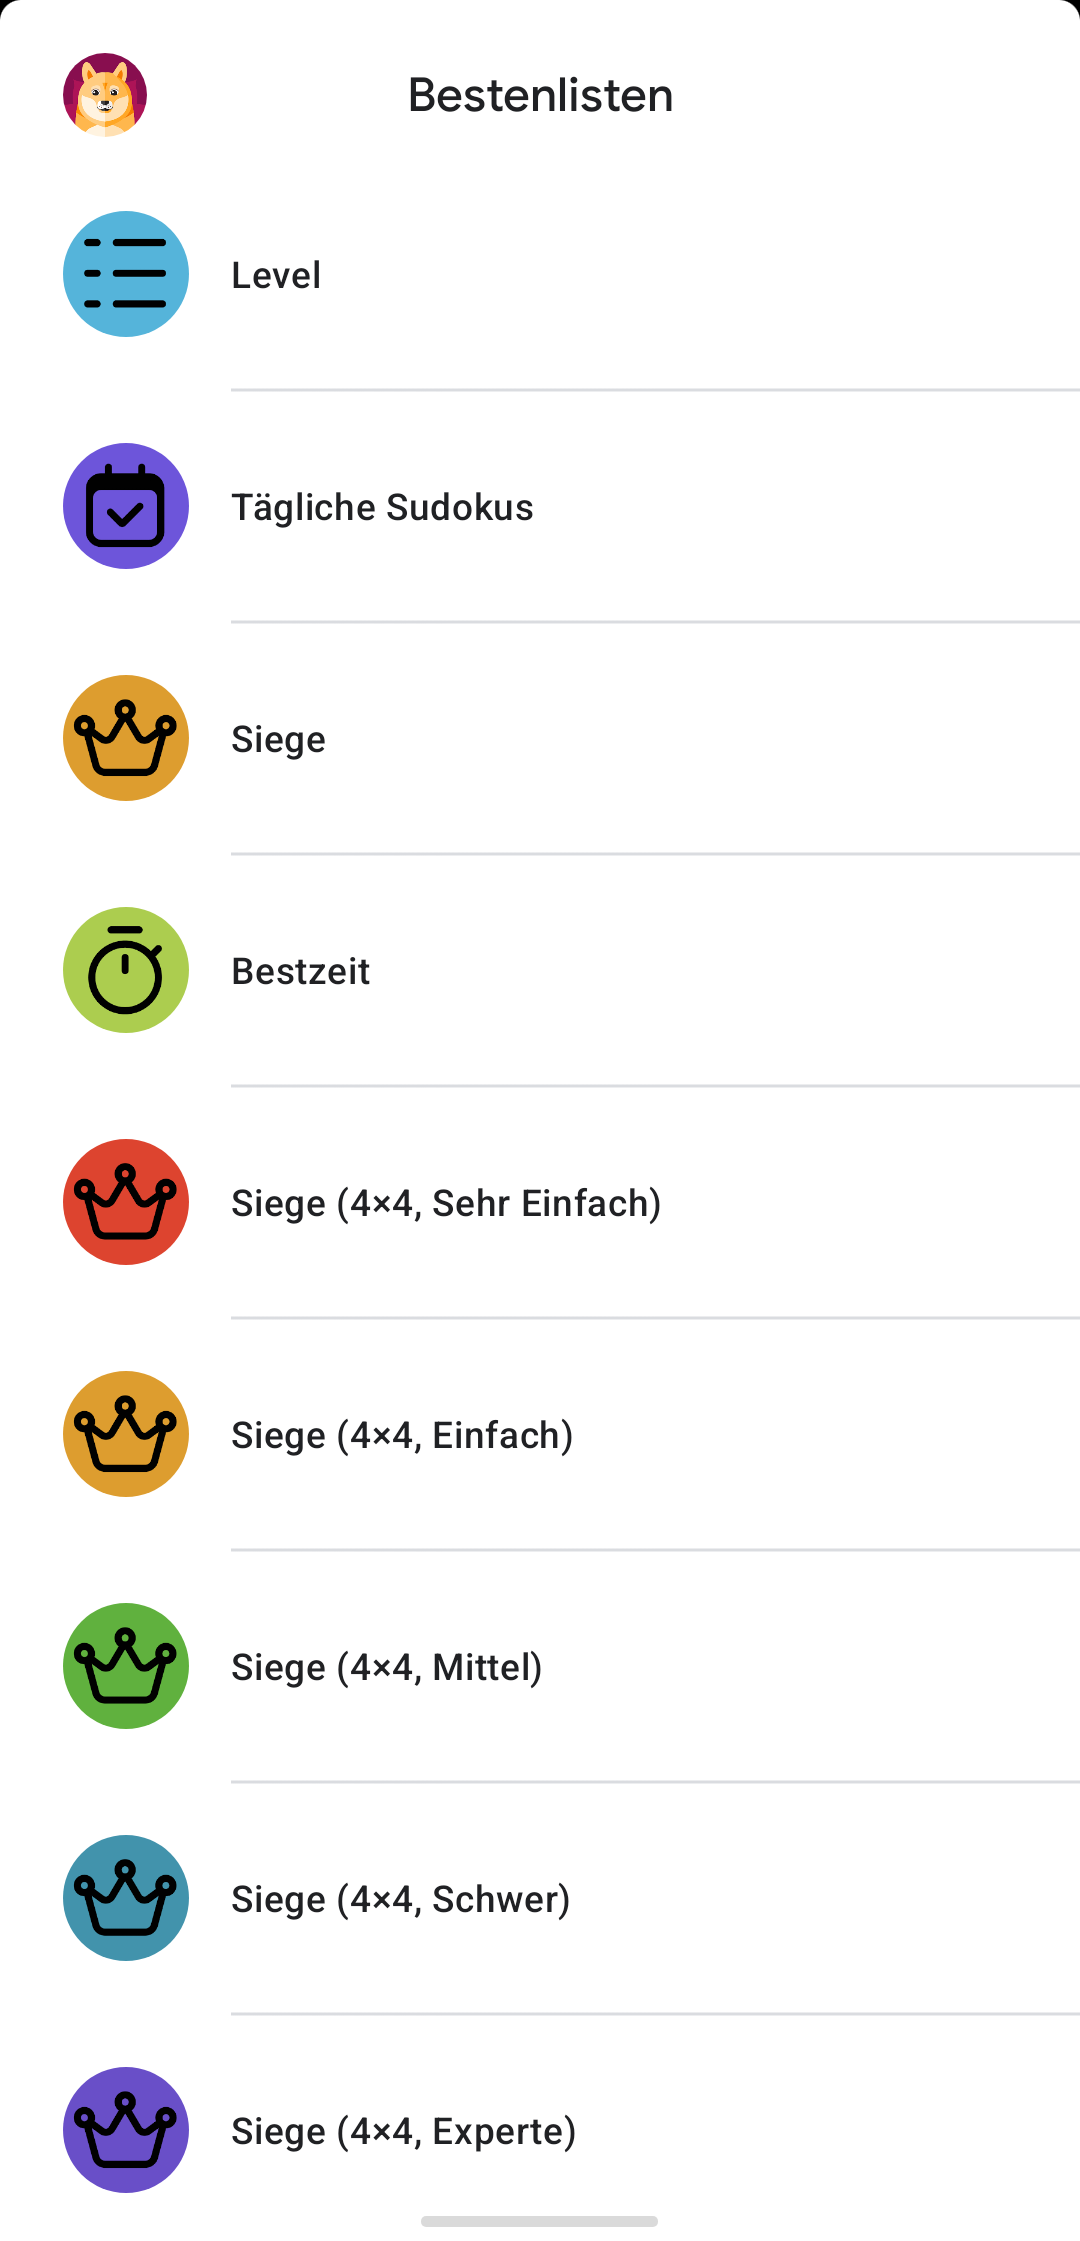 Bestenlisten
Level
Tägliche Sudokus
Siege
Bestzeit
Siege (4×4, Sehr Einfach)
Siege (4×4, Einfach)
Siege (4×4, Mittel)
Siege (4×4, Schwer)
Siege (4×4, Experte)